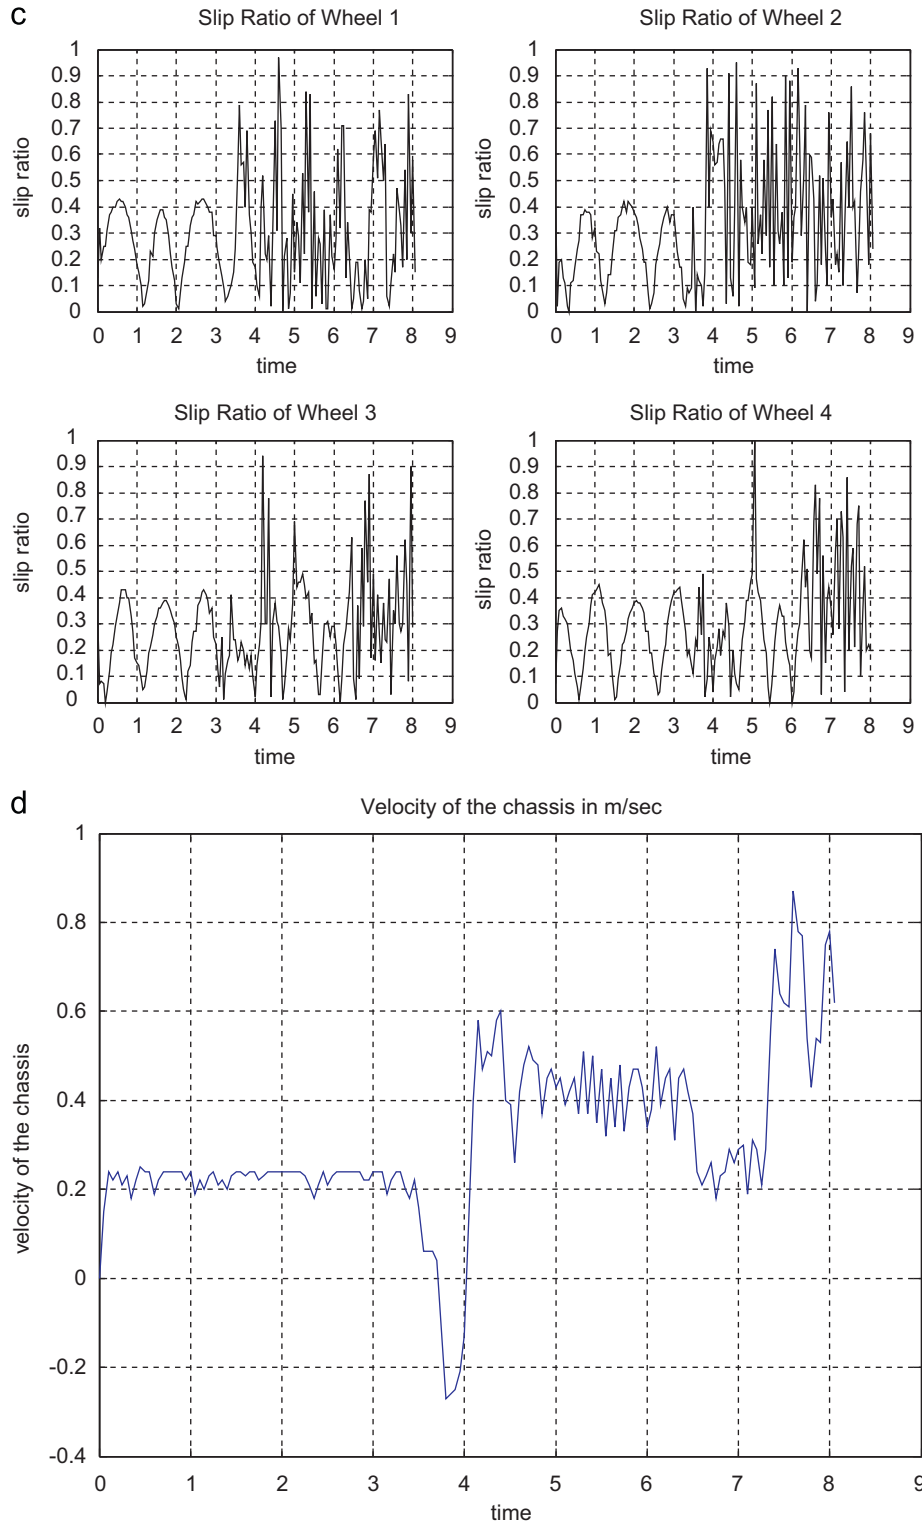 c
Slip Ratio of Wheel 1
Slip Ratio of Wheel 2
1
0.9
0.8
0.7
0.6
0.5
0.4
0.3
0.2
0.1
0
slip ratio
0 1 2 3 4 5 6 7 8 9
time
1
0.9
0.8
0.7
0.6
0.5
0.4
0.3
0.2
0.1
0
slip ratio
0 1 2 3 4 5 6 7 8 9
time
Slip Ratio of Wheel 3
Slip Ratio of Wheel 4
1
0.9
0.8
0.7
0.6
0.5
0.4
0.3
0.2
0.1
0
slip ratio
0 1 2 3 4 5 6 7 8 9
time
1
0.9
0.8
0.7
0.6
0.5
0.4
0.3
0.2
0.1
0
slip ratio
0 1 2 3 4 5 6 7 8 9
time
d
Velocity of the chassis in m/sec
1
0.8
0.6
0.4
0.2
0
-0.2
-0.4
velocity of the chassis
0 1 2 3 4 5 6 7 8 9
time